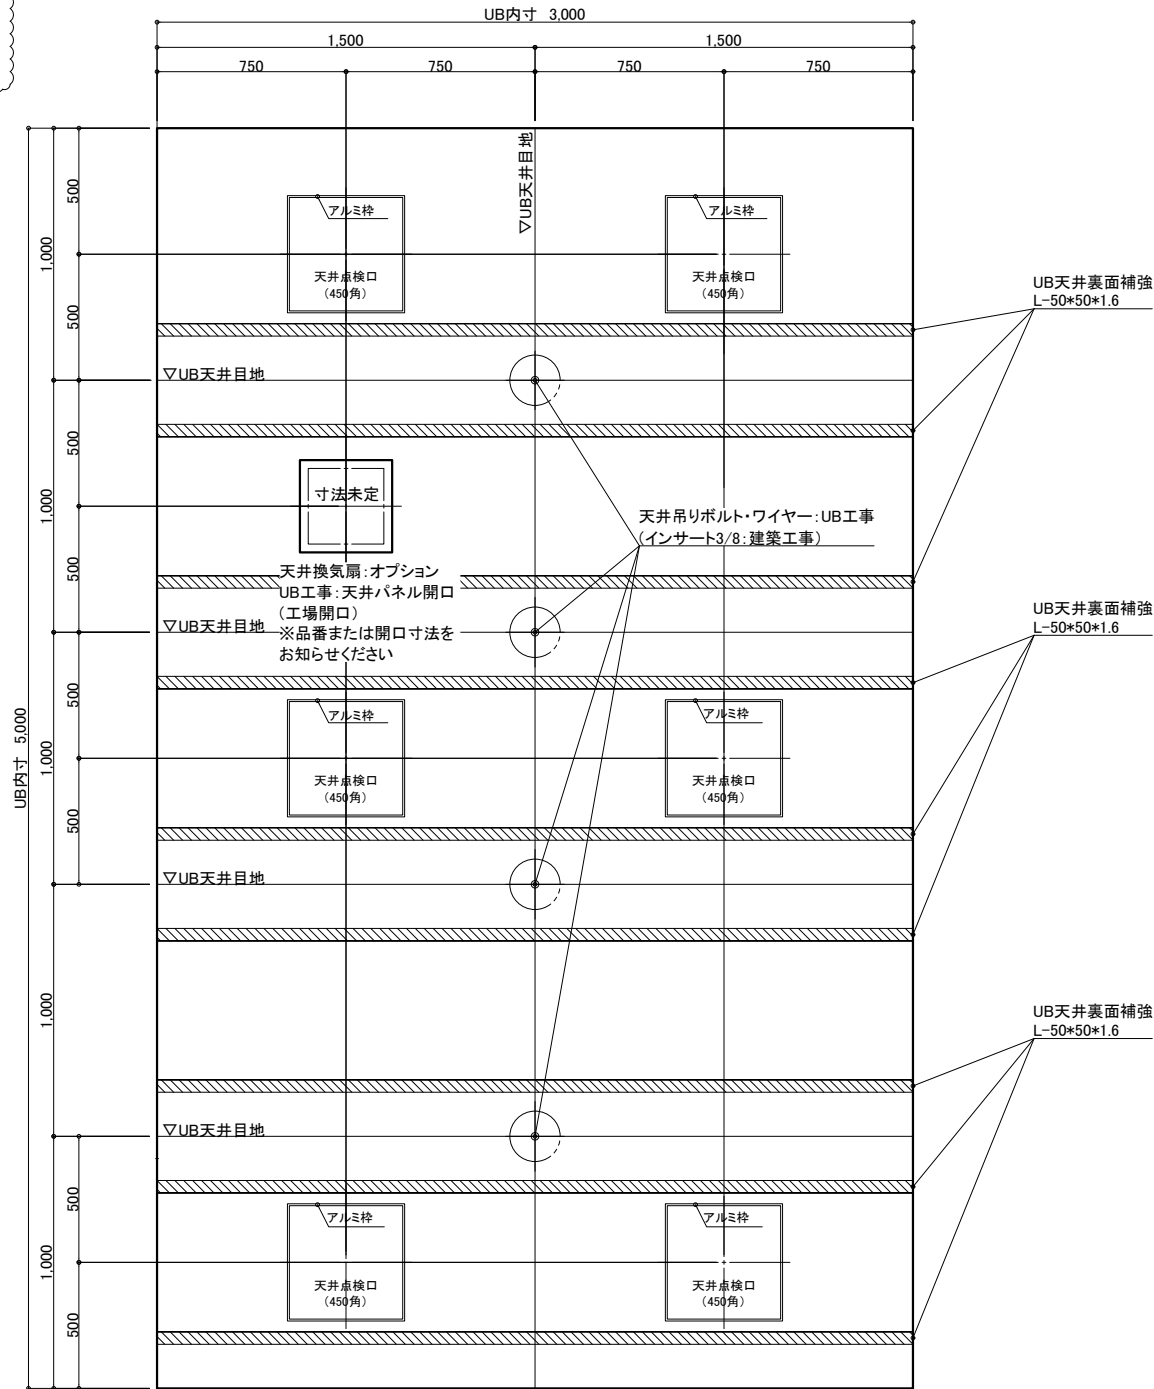 UB内寸 3,000
1,500
1,500
750
750
750
750
▽UB天井目地
UB内寸 5,000
1,000
500
500
アルミ枠
天井点検口
(450角)
アルミ枠
天井点検口
(450角)
UB天井裏面補強
L-50*50*1.6
▽UB天井目地
1,000
500
500
寸法未定
天井吊りボルト・ワイヤー：UB工事
(インサート3/8：建築工事)
天井換気扇：オプション
UB工事：天井パネル開口
(工場開口)
※品番または開口寸法を
お知らせください
▽UB天井目地
UB天井裏面補強
L-50*50*1.6
1,000
500
500
アルミ枠
天井点検口
(450角)
アルミ枠
天井点検口
(450角)
▽UB天井目地
1,000
UB天井裏面補強
L-50*50*1.6
▽UB天井目地
1,000
500
500
アルミ枠
天井点検口
(450角)
アルミ枠
天井点検口
(450角)